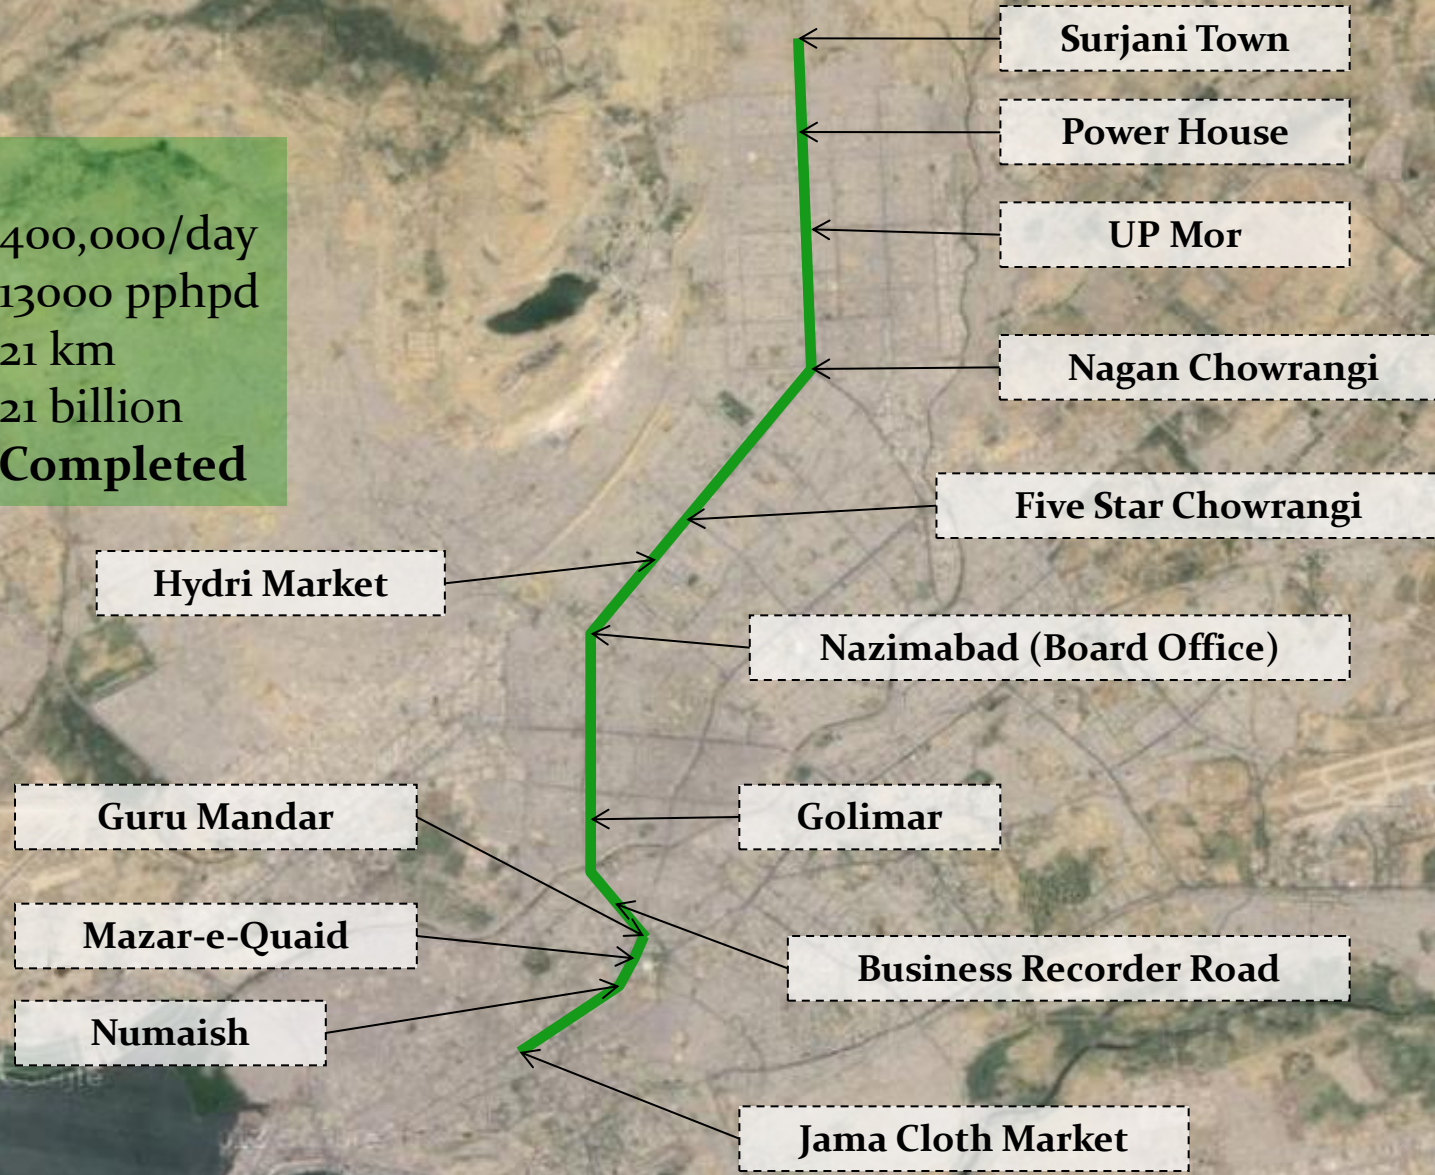 Surjani Town
Power House
UP Mor
400,000/day
13000 pphpd
21 km
21 billion
Completed
Nagan Chowrangi
Five Star Chowrangi
Hydri Market
Nazimabad (Board Office)
Guru Mandar
Golimar
Mazar-e-Quaid
Business Recorder Road
Numaish
Jama Cloth Market